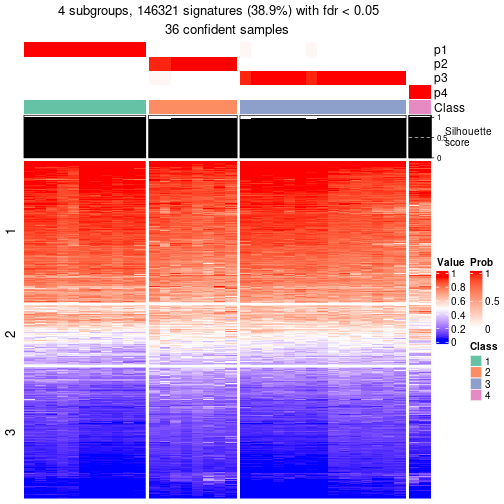 4 subgroups, 146321 signatures (38.9%) with fdr < 0.05
36 confident samples
p1
p2
p3
p4
Class
1
0.5
0
Silhouette
score
1
2
3
Value
1
0.8
0.6
0.4
0.2
0
Prob
1
0.5
0
Class
1
2
3
4